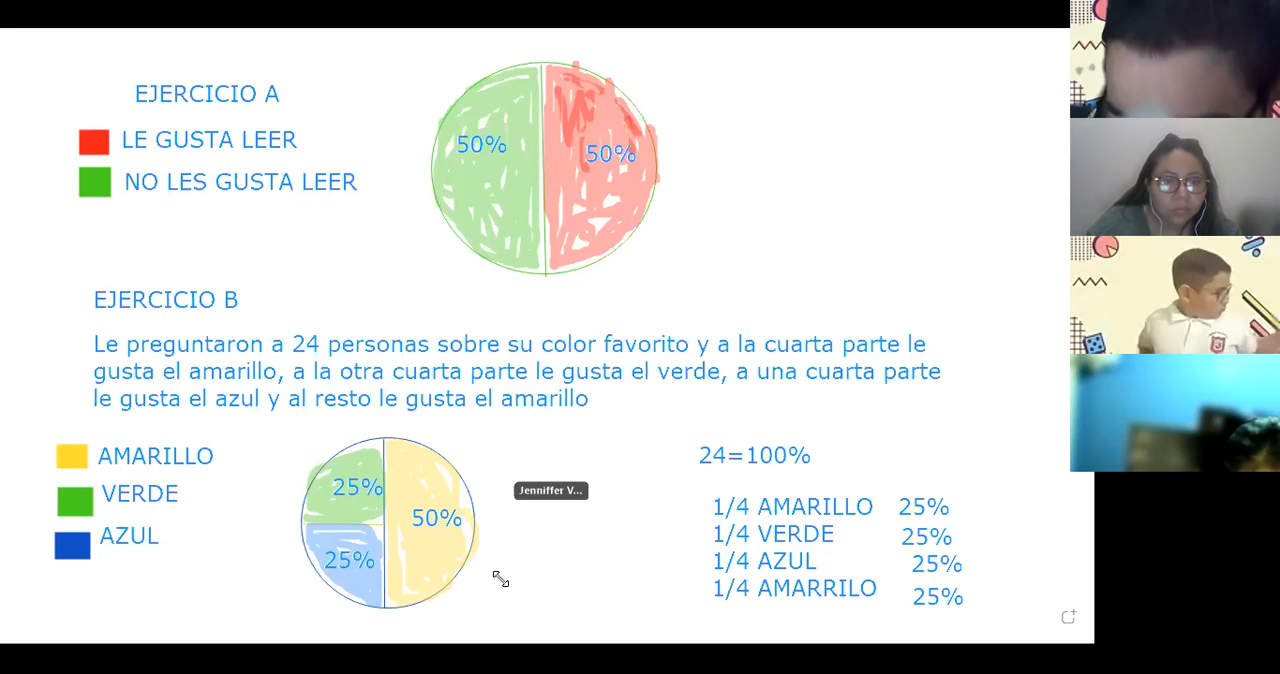 EJERCICIO A
LE GUSTA LEER
NO LES GUSTA LEER
50%
50%
EJERCICIO B
Le preguntaron a 24 personas sobre su color favorito y a la cuarta parte le
gusta el amarillo, a la otra cuarta parte le gusta el verde, a una cuarta parte
le gusta el azul y al resto le gusta el amarillo
AMARILLO
VERDE
AZUL
25%
50%
25%
Jenniffer V...
24=100%
1/4 AMARILLO 25%
1/4 VERDE 25%
1/4 AZUL 25%
1/4 AMARRILO 25%